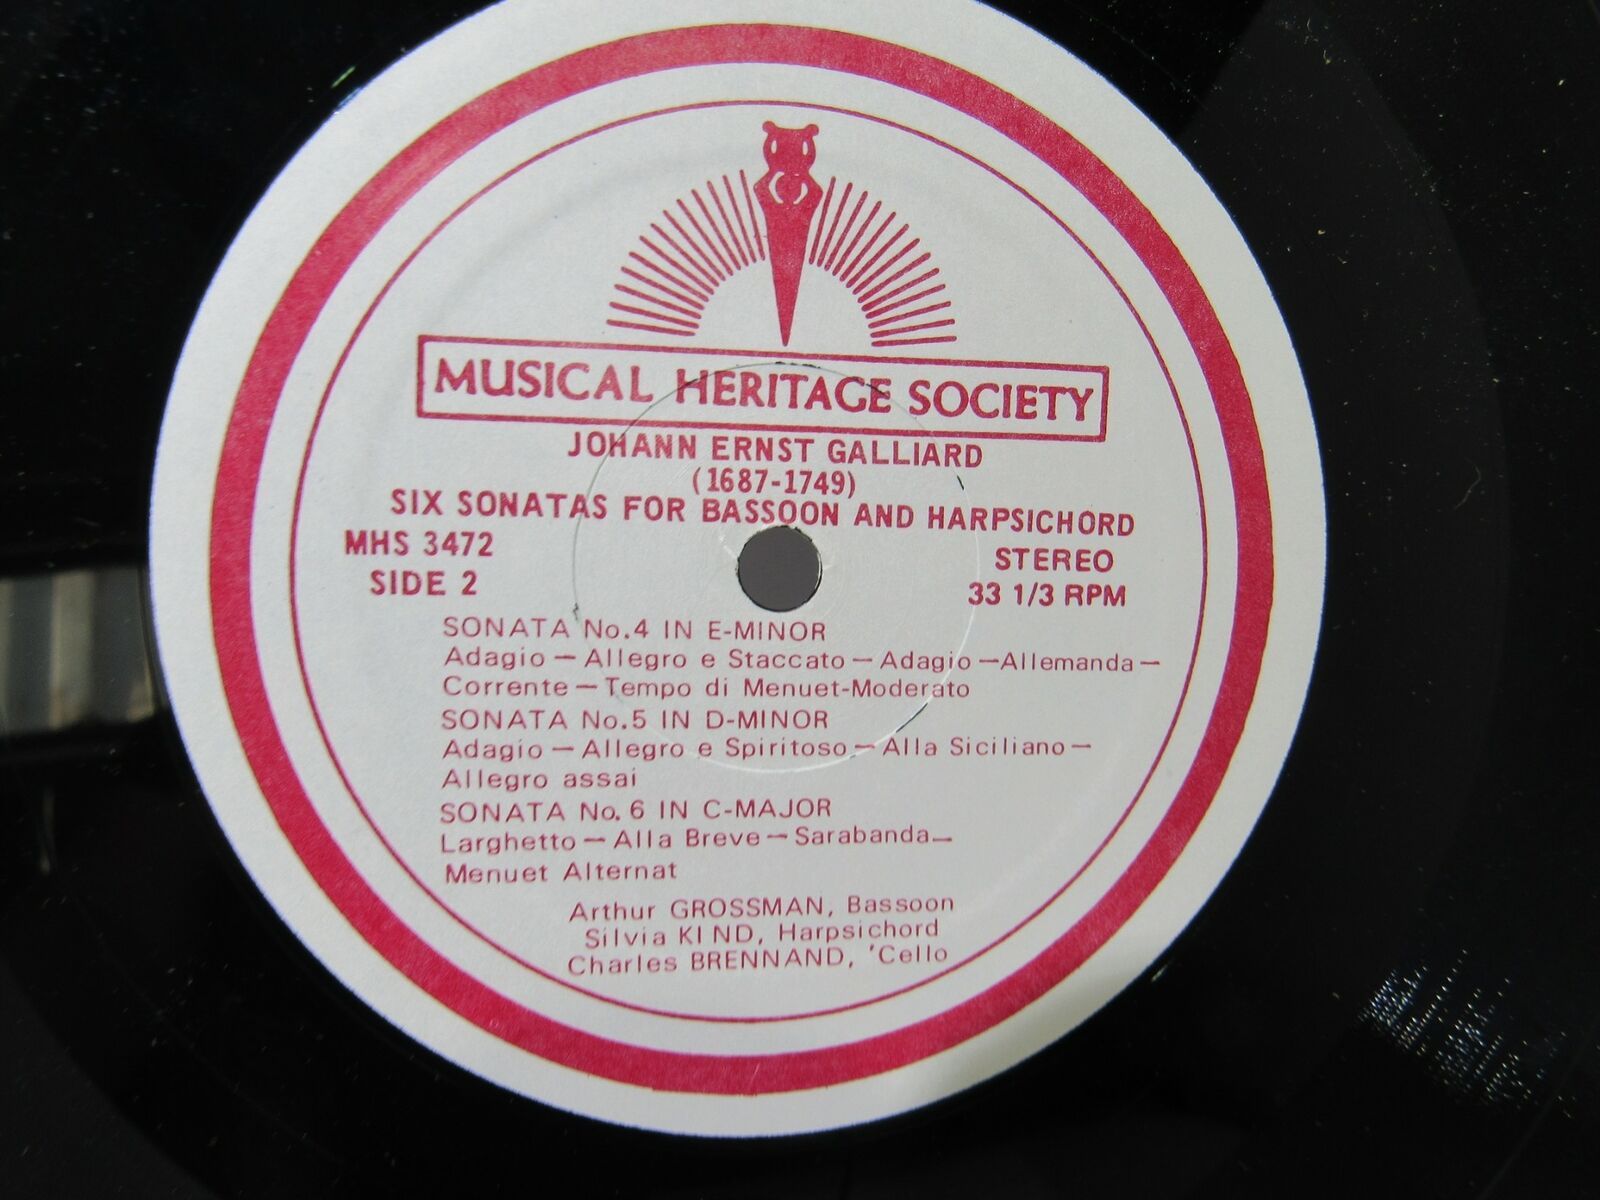 MUSICAL HERITAGE SOCIETY
JOHANN ERNST GALLIARD
(1687-1749)
SIX SONATAS FOR BASSOON AND HARPSICHORD
MHS 3472
SIDE 2
STEREO
33 1/3 RPM
SONATA No.4 IN E-MINOR
Adagio — Allegro e Staccato — Adagio — Allemanda —
Corrente — Tempo di Menuet-Moderato
SONATA No.5 IN D-MINOR
Adagio — Allegro e Spiritoso — Alla Siciliano —
Allegro assai
SONATA No. 6 IN C-MAJOR
Larghetto — Alla Breve — Sarabanda —
Menuet Alternat
Arthur GROSSMAN, Bassoon
Silvia KIND, Harpsichord
Charles BRENNAND, 'Cello